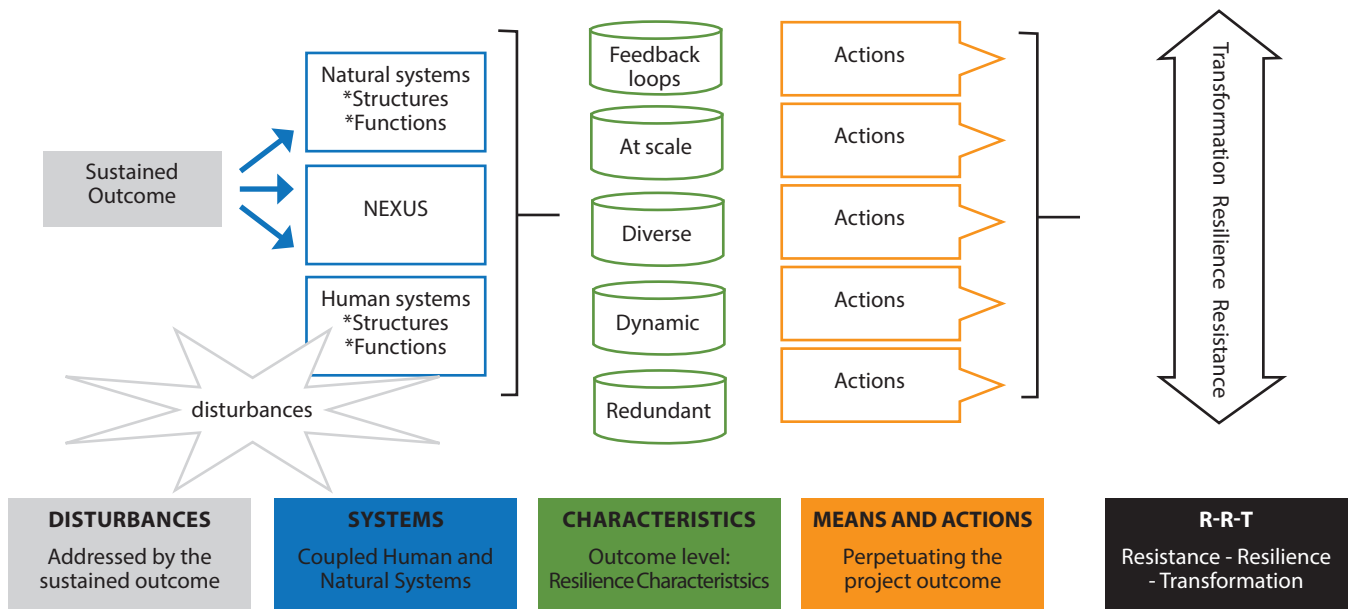 Sustained
Outcome
Natural systems
*Structures
*Functions
NEXUS
Human systems
*Structures
*Functions
disturbances
Feedback
loops
At scale
Diverse
Dynamic
Redundant
Actions
Actions
Actions
Actions
Actions
Transformation Resilience Resistance
DISTURBANCES
Addressed by the
sustained outcome
SYSTEMS
Coupled Human and
Natural Systems
CHARACTERISTICS
Outcome level:
Resilience Characteristsics
MEANS AND ACTIONS
Perpetuating the
project outcome
R-R-T
Resistance - Resilience
- Transformation